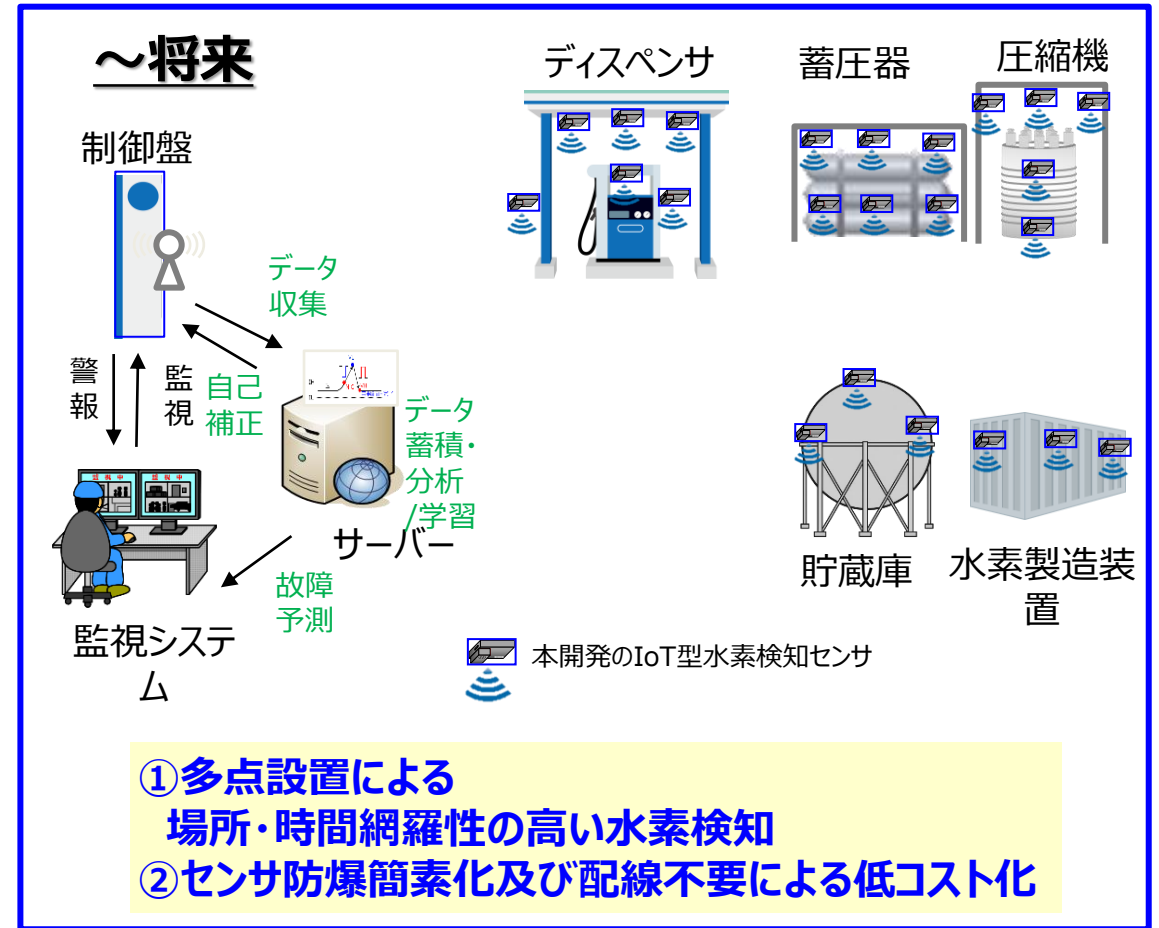 ～将来
ディスペンサ
蓄圧器
圧縮機
制御盤
データ
収集
警
報
監
視
自己
補正
データ
蓄積・
分析
/学習
サーバー
故障
予測
監視システ
ム
貯蔵庫
水素製造装
置
本開発のIoT型水素検知センサ
①多点設置による
場所・時間網羅性の高い水素検知
②センサ防爆簡素化及び配線不要による低コスト化